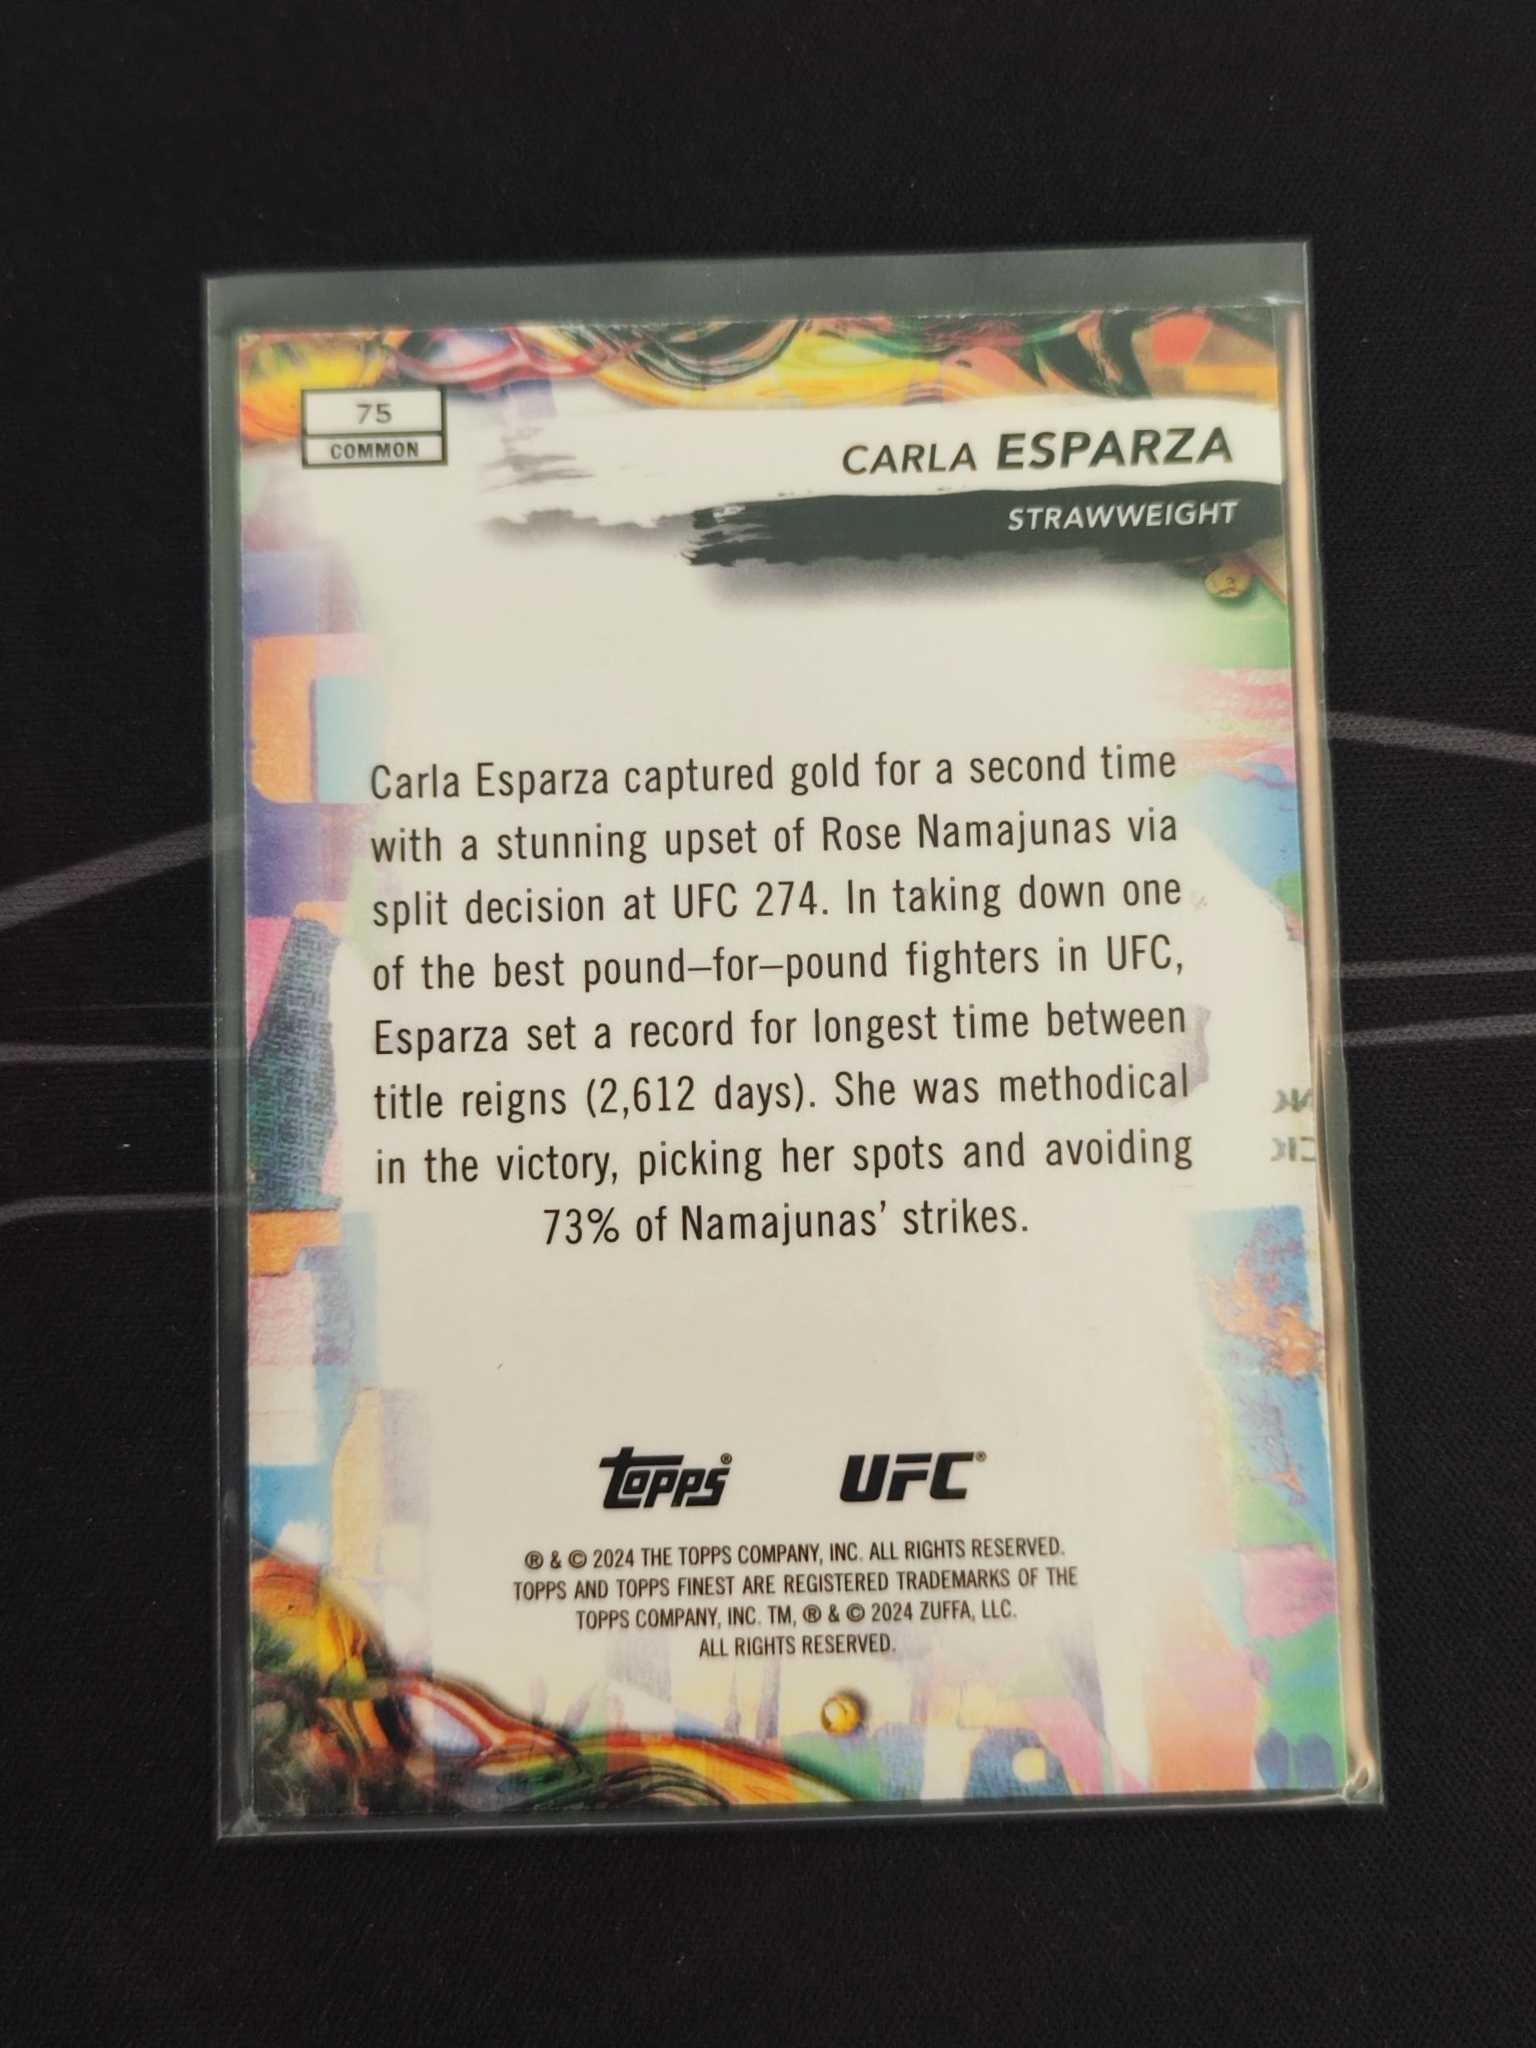 75
COMMON
CARLA ESPARZA
STRAWWEIGHT
Carla Esparza captured gold for a second time
with a stunning upset of Rose Namajunas via
split decision at UFC 274. In taking down one
of the best pound–for–pound fighters in UFC,
Esparza set a record for longest time between
title reigns (2,612 days). She was methodical
in the victory, picking her spots and avoiding
73% of Namajunas’ strikes.
topps®
UFC®
® & © 2024 THE TOPPS COMPANY, INC. ALL RIGHTS RESERVED.
TOPPS AND TOPPS FINEST ARE REGISTERED TRADEMARKS OF THE
TOPPS COMPANY, INC. TM, ® & © 2024 ZUFFA, LLC.
ALL RIGHTS RESERVED.